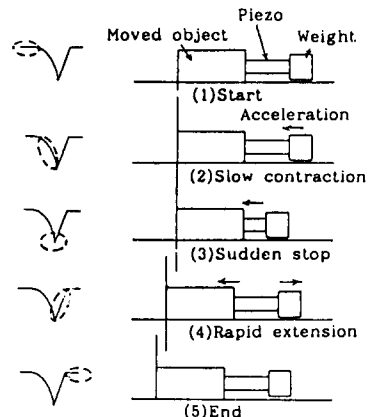 Piezo
Moved object
Weight
(1)Start
Acceleration
(2)Slow contraction
(3)Sudden stop
(4)Rapid extension
(5)End